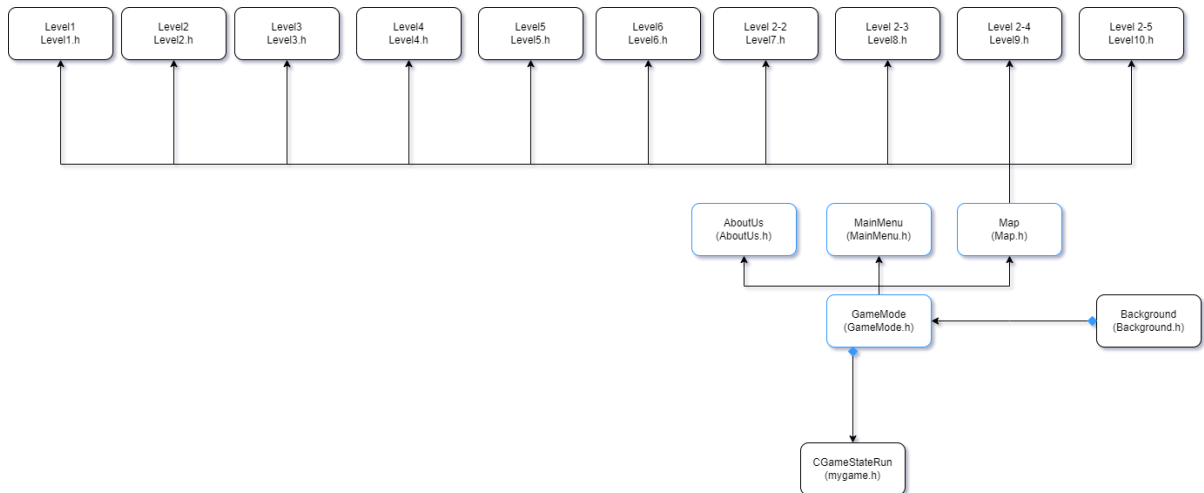 Level1
Level1.h
Level2
Level2.h
Level3
Level3.h
Level4
Level4.h
Level5
Level5.h
Level6
Level6.h
Level 2-2
Level7.h
Level 2-3
Level8.h
Level 2-4
Level9.h
Level 2-5
Level10.h
AboutUs
(AboutUs.h)
MainMenu
(MainMenu.h)
Map
(Map.h)
GameMode
(GameMode.h)
Background
(Background.h)
CGameStateRun
(mygame.h)